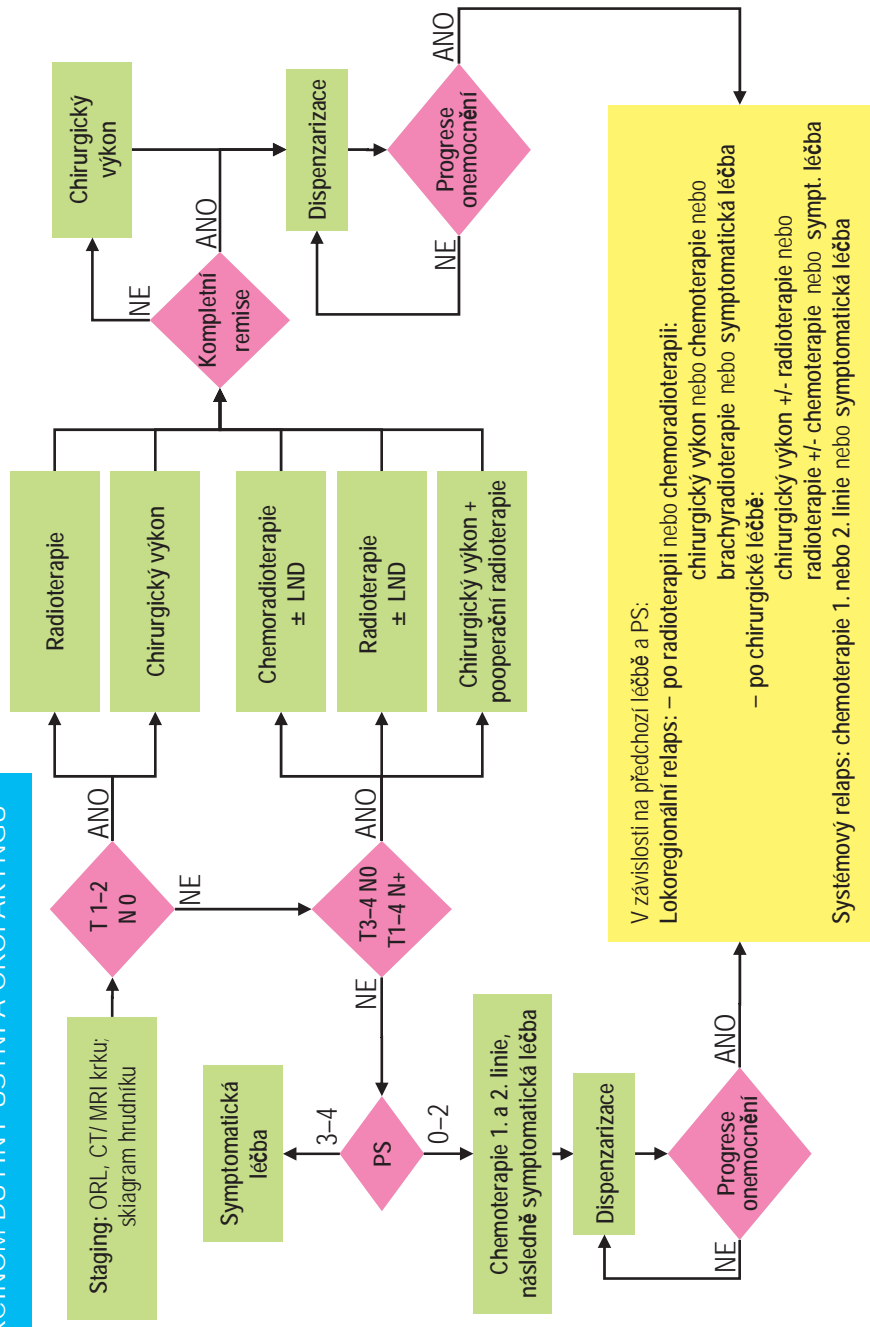 KCINOM DUTINY ÚSTNÍ A OROFARYNGU
Staging: ORL, CT/ MRI krku;
skiagram hrudníku
T 1–2
N 0
ANO
NE
Radioterapie
Chirurgický výkon
T3–4 N0
T1–4 N+
ANO
NE
Chemoradioterapie
± LND
Radioterapie
± LND
Chirurgický výkon +
pooperační radioterapie
Kompletní
remise
NE
ANO
Chirurgický
výkon
Dispenzarizace
Progrese
onemocnění
NE
ANO
PS
3–4
0–2
Symptomatická
léčba
Chemoterapie 1. a 2. linie,
následně symptomatická léčba
Dispenzarizace
Progrese
onemocnění
NE
ANO
V závislosti na předchozí léčbě a PS:
Lokoregionální relaps: – po radioterapii nebo chemoradioterapii:
chirurgický výkon nebo chemoterapie nebo
brachyradioterapie nebo symptomatická léčba
– po chirurgické léčbě:
chirurgický výkon +/- radioterapie nebo
radioterapie +/- chemoterapie nebo sympt. léčba
Systémový relaps: chemoterapie 1. nebo 2. linie nebo symptomatická léčba